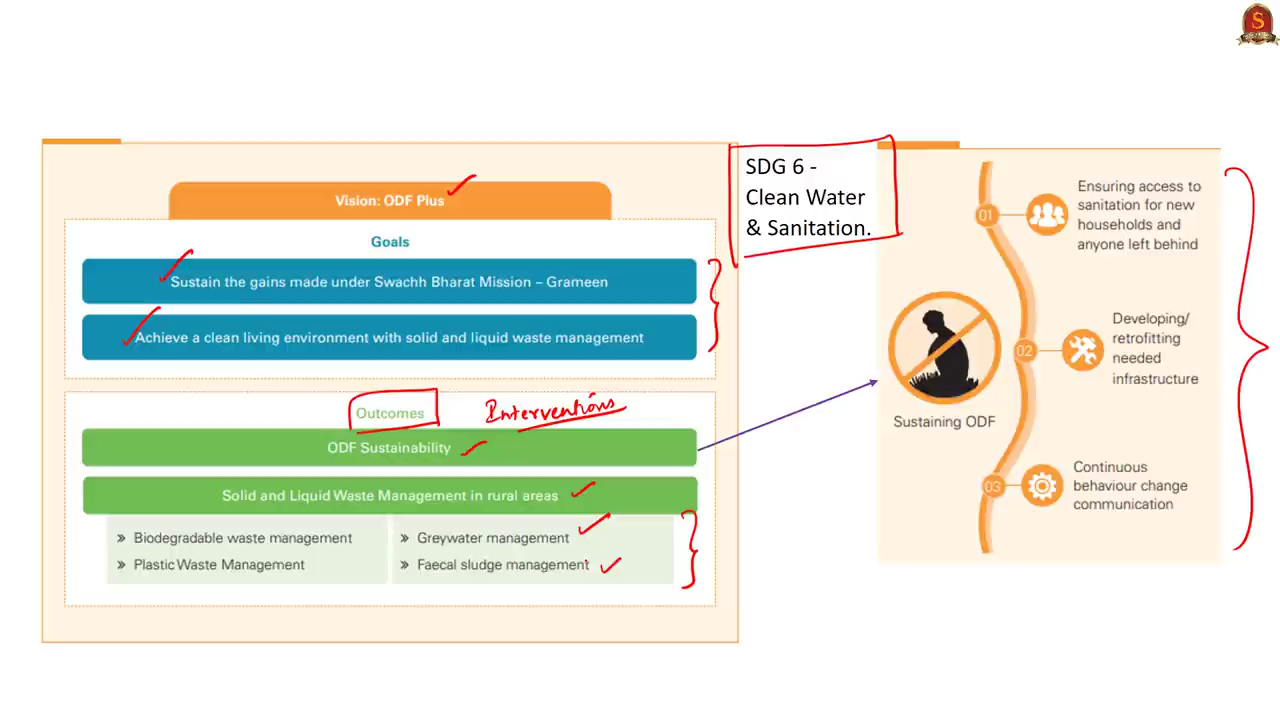 S
Vision: ODF Plus
Goals
Sustain the gains made under Swachh Bharat Mission – Grameen
Achieve a clean living environment with solid and liquid waste management
Outcomes
Interventions
ODF Sustainability
Solid and Liquid Waste Management in rural areas
» Biodegradable waste management
» Plastic Waste Management
» Greywater management
» Faecal sludge management
SDG 6 -
Clean Water
& Sanitation.
Sustaining ODF
01
Ensuring access to
sanitation for new
households and
anyone left behind
02
Developing/
retrofitting
needed
infrastructure
03
Continuous
behaviour change
communication